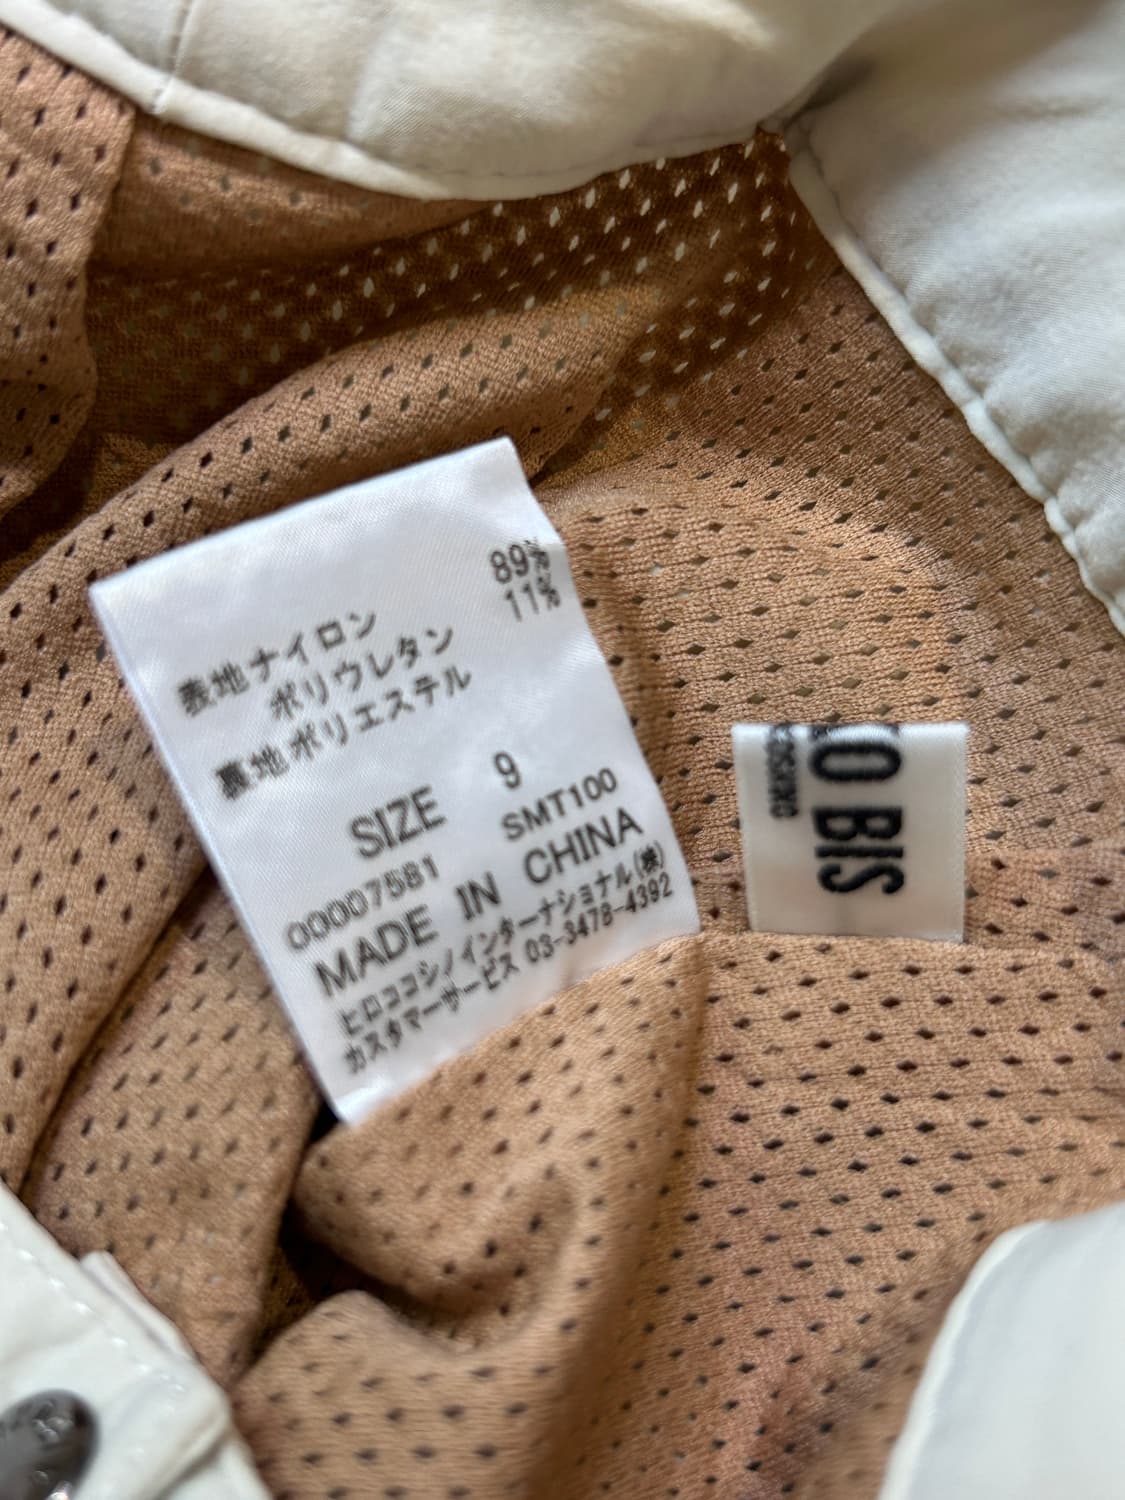 表地ナイロン 89%
ポリウレタン 11%
裏地ポリエステル
SIZE 9
00007581 SMT100
MADE IN CHINA
ヒロココシノインターナショナル(株)
カスタマーサービス 03-3478-4392
O BIS